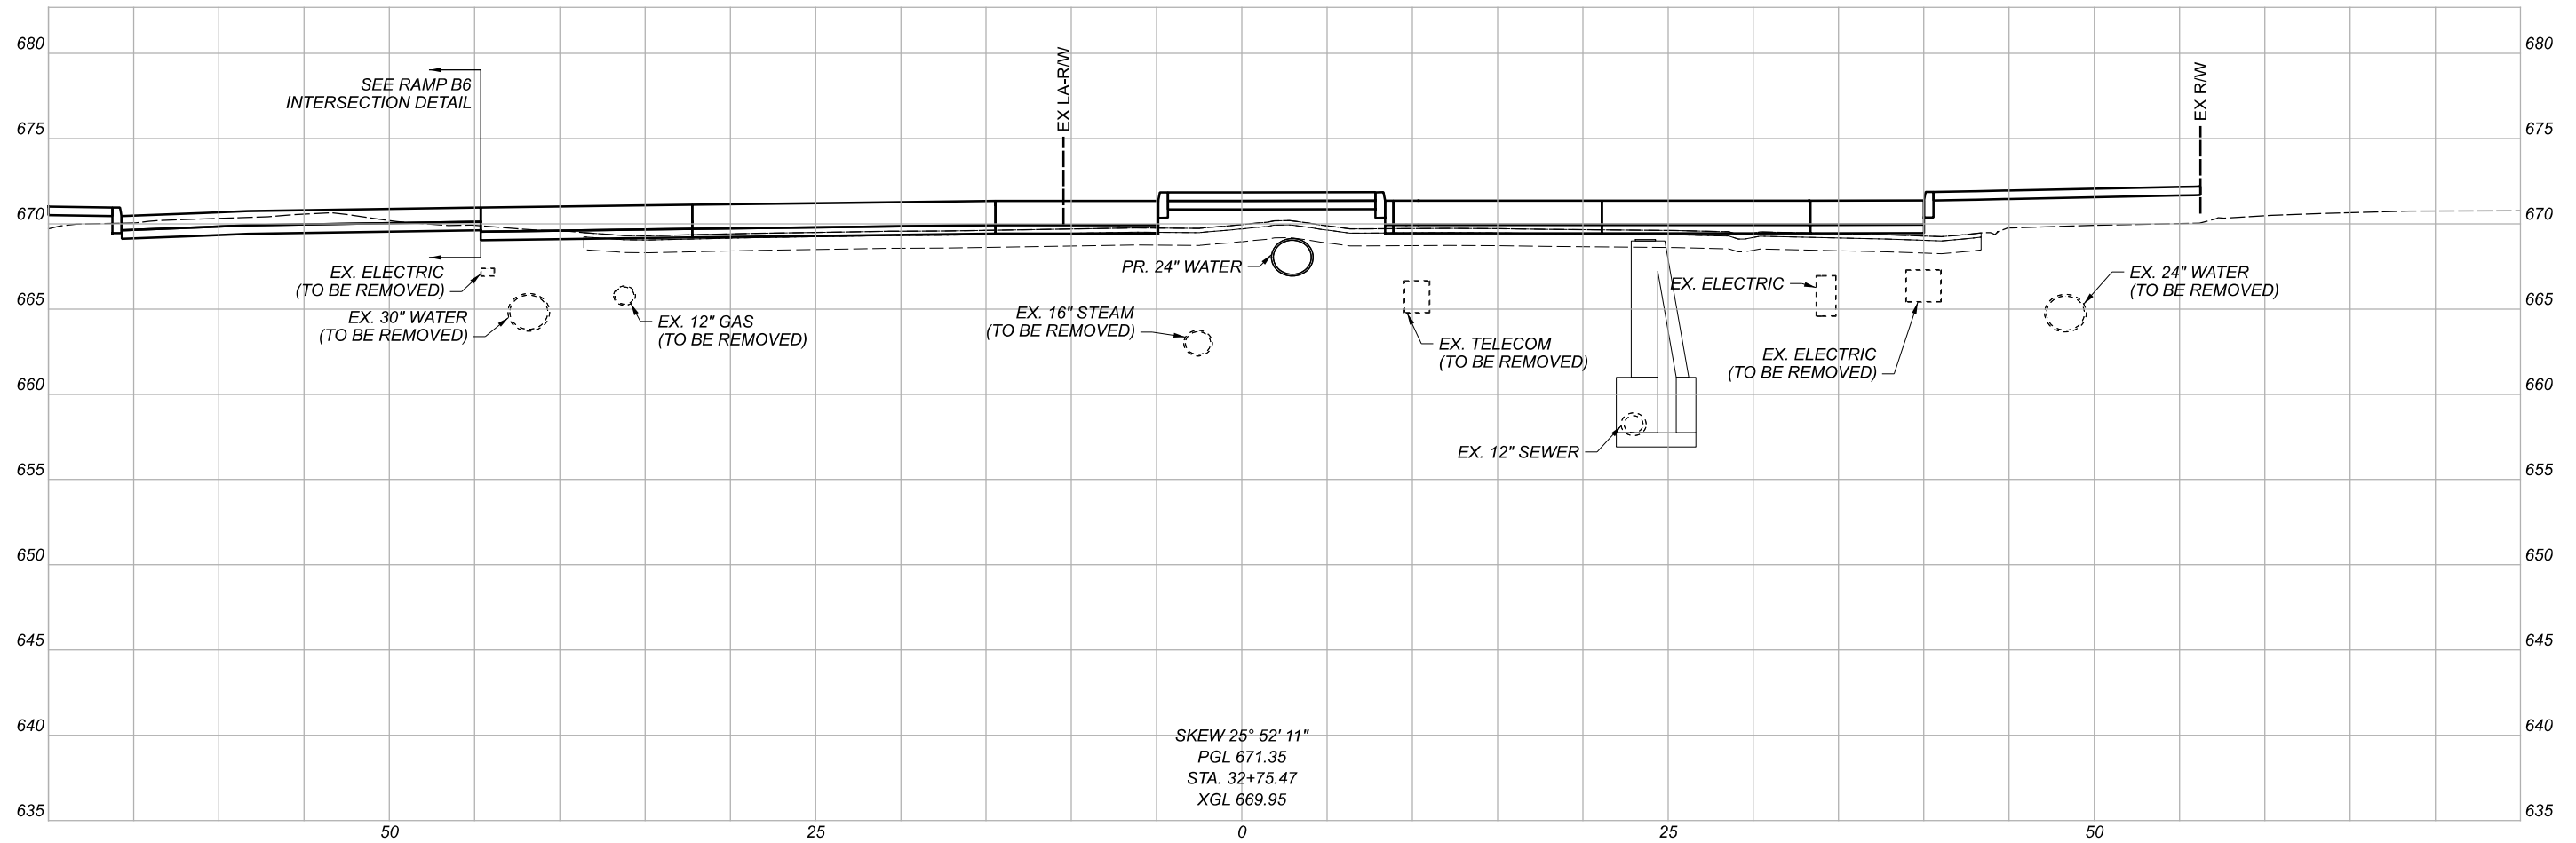 680
680
SEE RAMP B6
INTERSECTION DETAIL
EX LA-R/W
EX R/W
675
675
670
670
EX. ELECTRIC
(TO BE REMOVED)
PR. 24" WATER
EX. ELECTRIC
EX. 24" WATER
(TO BE REMOVED)
665
665
EX. 30" WATER
(TO BE REMOVED)
EX. 12" GAS
(TO BE REMOVED)
EX. 16" STEAM
(TO BE REMOVED)
EX. TELECOM
(TO BE REMOVED)
EX. ELECTRIC
(TO BE REMOVED)
660
660
EX. 12" SEWER
655
655
650
650
645
645
640
640
SKEW 25° 52' 11"
PGL 671.35
STA. 32+75.47
XGL 669.95
635
635
50
25
0
25
50